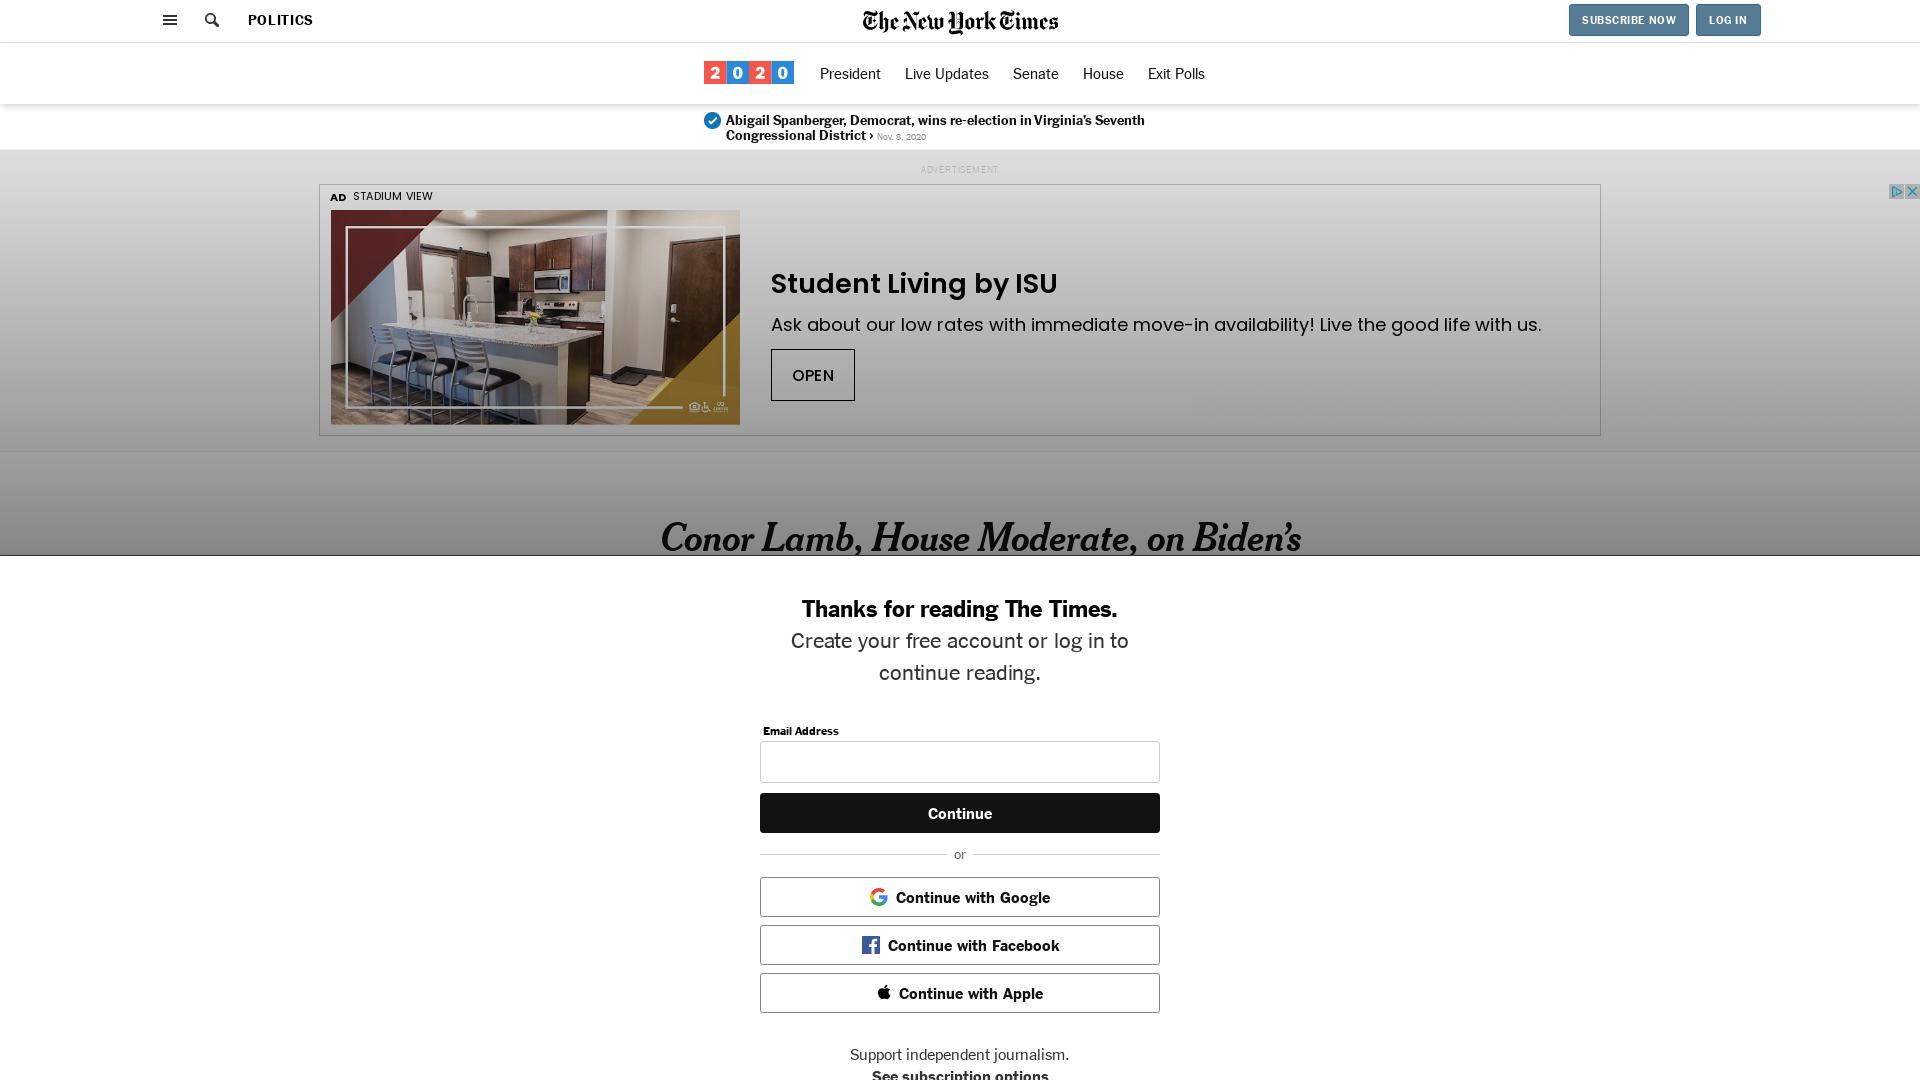 POLITICS
The New York Times
SUBSCRIBE NOW
LOG IN
2020
President
Live Updates
Senate
House
Exit Polls
Abigail Spanberger, Democrat, wins re-election in Virginia’s Seventh
Congressional District › Nov. 8, 2020
ADVERTISEMENT
AD STADIUM VIEW
Student Living by ISU
Ask about our low rates with immediate move-in availability! Live the good life with us.
OPEN
Conor Lamb, House Moderate, on Biden’s
Thanks for reading The Times.
Create your free account or log in to
continue reading.
Email Address
Continue
or
Continue with Google
Continue with Facebook
Continue with Apple
Support independent journalism.
See subscription options